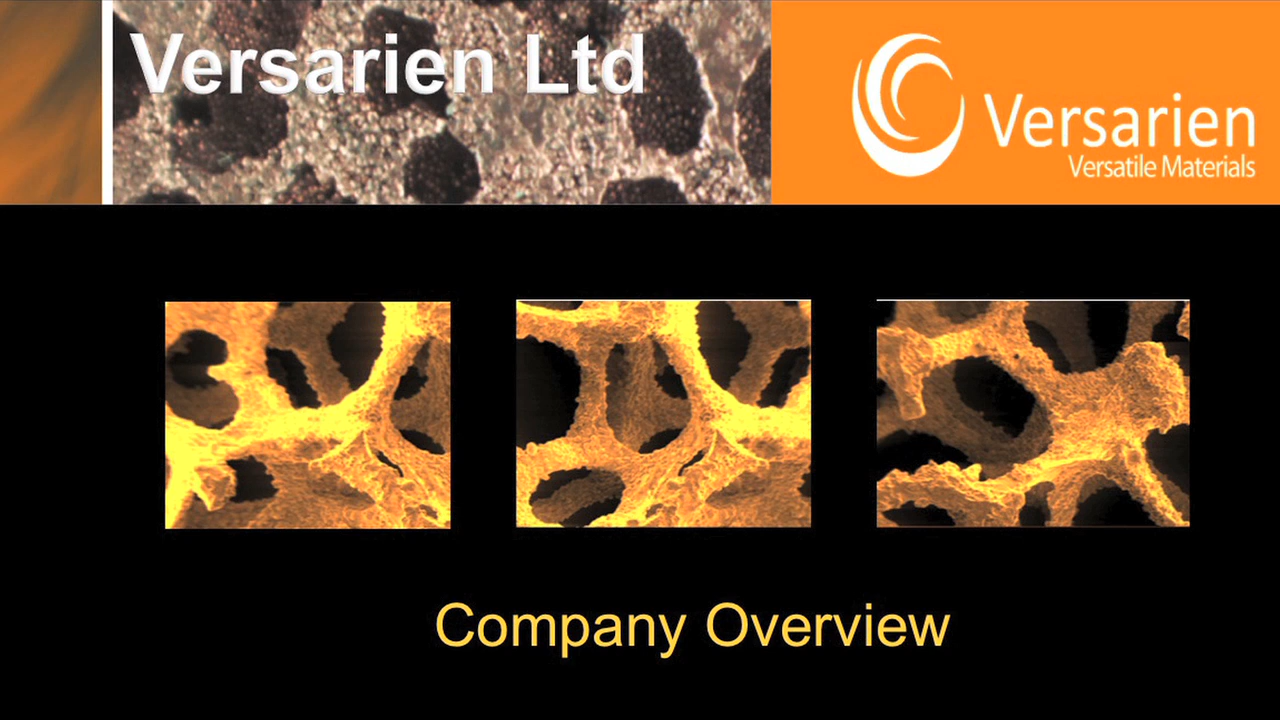 Versarien Ltd
Versarien
Versatile Materials
Company Overview